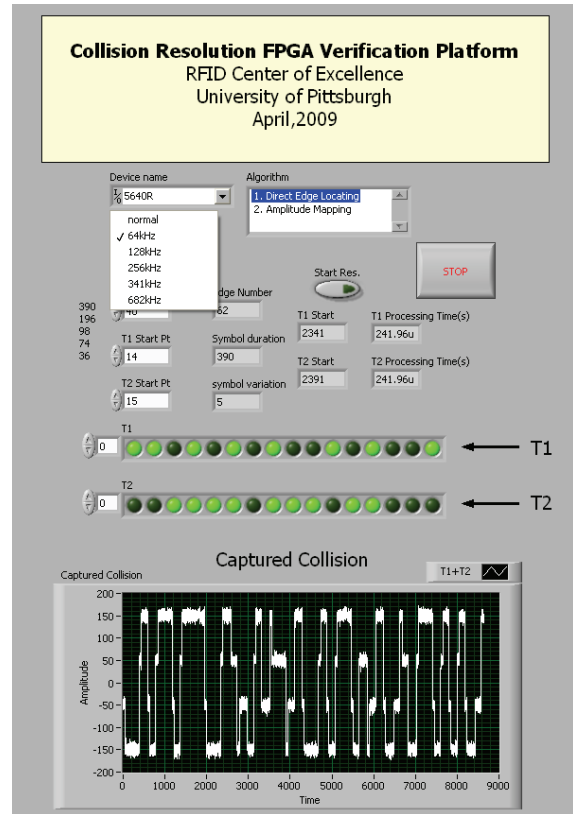 Collision Resolution FPGA Verification Platform
RFID Center of Excellence
University of Pittsburgh
April,2009
Device name
Algorithm
5640R
1. Direct Edge Locating
2. Amplitude Mapping
normal
✓ 64kHz
128kHz
256kHz
341kHz
682kHz
Start Res.
STOP
390
196
98
74
36
62
T1 Start
T1 Processing Time(s)
2341
241.96u
T1 Start Pt
Symbol duration
14
390
T2 Start
T2 Processing Time(s)
2391
241.96u
T2 Start Pt
symbol variation
15
5
T1
0
T1
T2
0
T2
Captured Collision
Captured Collision
T1+T2
Amplitude
200
150
100
50
0
-50
-100
-150
-200
0 1000 2000 3000 4000 5000 6000 7000 8000 9000
Time